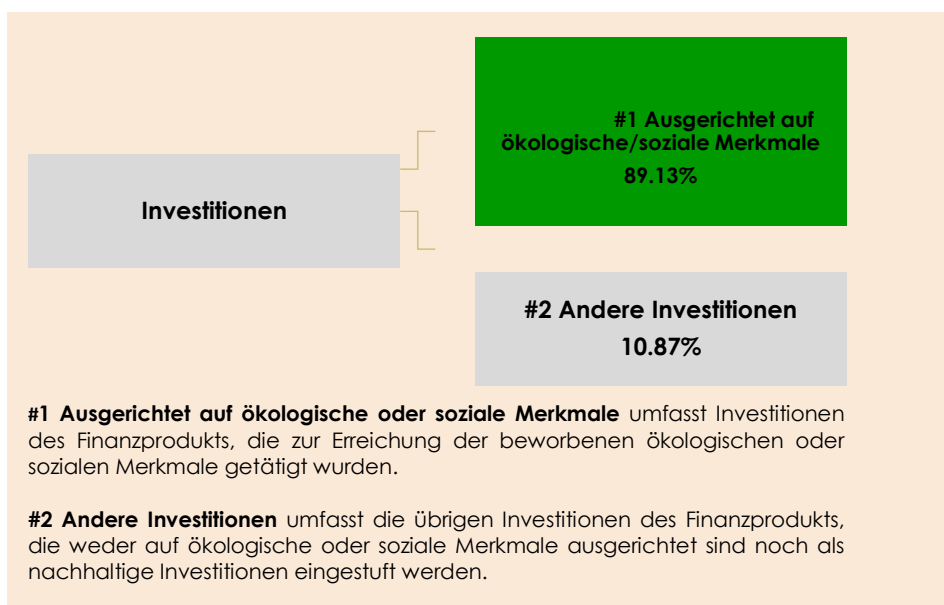 #1 Ausgerichtet auf
ökologische/soziale Merkmale
89.13%
Investitionen
#2 Andere Investitionen
10.87%
#1 Ausgerichtet auf ökologische oder soziale Merkmale umfasst Investitionen
des Finanzprodukts, die zur Erreichung der beworbenen ökologischen oder
sozialen Merkmale getätigt wurden.
#2 Andere Investitionen umfasst die übrigen Investitionen des Finanzprodukts,
die weder auf ökologische oder soziale Merkmale ausgerichtet sind noch als
nachhaltige Investitionen eingestuft werden.